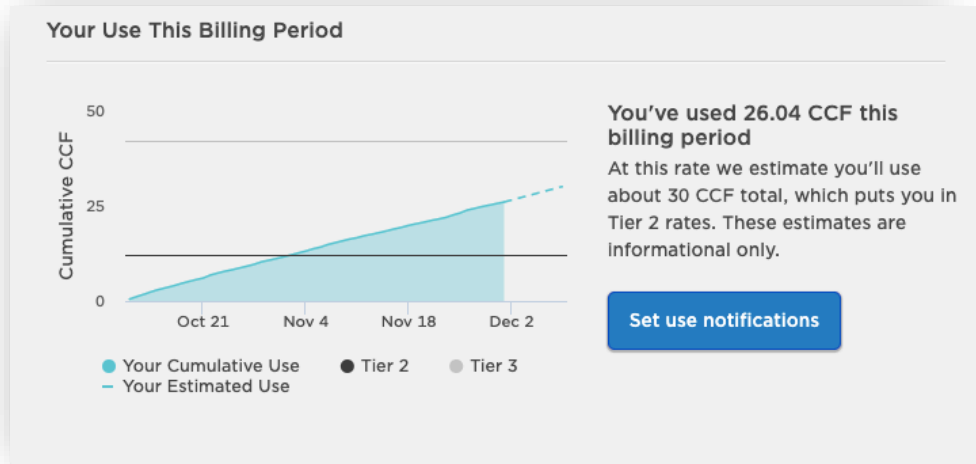 Your Use This Billing Period
50
25
0
Cumulative CCF
Oct 21
Nov 4
Nov 18
Dec 2
Your Cumulative Use
Tier 2
Tier 3
Your Estimated Use
You've used 26.04 CCF this
billing period
At this rate we estimate you'll use
about 30 CCF total, which puts you in
Tier 2 rates. These estimates are
informational only.
Set use notifications